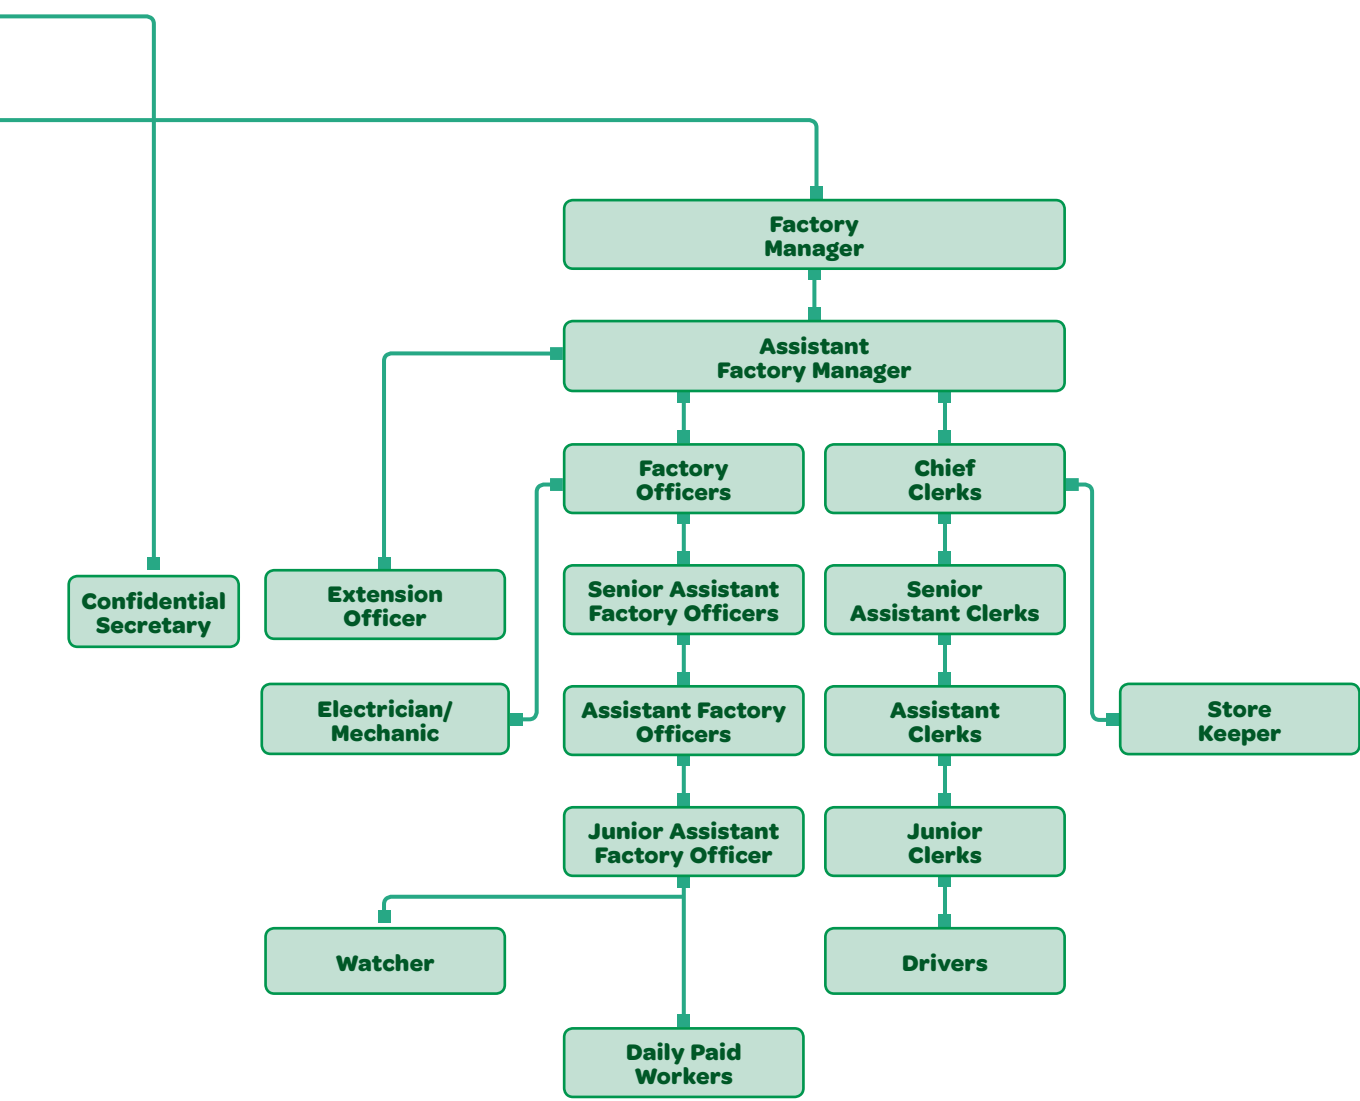 Factory
Manager
Assistant
Factory Manager
Factory
Officers
Chief
Clerks
Confidential
Secretary
Extension
Officer
Senior Assistant
Factory Officers
Senior
Assistant Clerks
Electrician/
Mechanic
Assistant Factory
Officers
Assistant
Clerks
Store
Keeper
Junior Assistant
Factory Officer
Junior
Clerks
Watcher
Drivers
Daily Paid
Workers